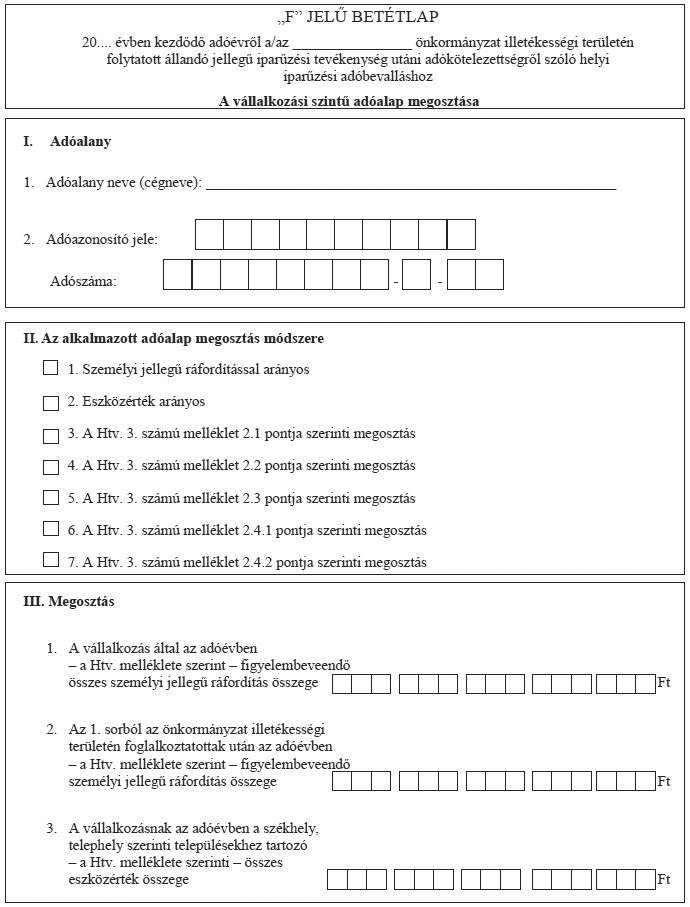 „F” JELŰ BETÉTLAP
20.... évben kezdődő adóévről a/az ________________ önkormányzat illetékességi területén
folytatott állandó jellegű iparűzési tevékenység utáni adókötelezettségről szóló helyi
iparűzési adóbevalláshoz
A vállalkozási szintű adóalap megosztása
I. Adóalany
1. Adóalany neve (cégneve): ________________
2. Adóazonosító jele:
Adószáma: - -
II. Az alkalmazott adóalap megosztás módszere
1. Személyi jellegű ráfordítással arányos
2. Eszközérték arányos
3. A Htv. 3. számú melléklet 2.1 pontja szerinti megosztás
4. A Htv. 3. számú melléklet 2.2 pontja szerinti megosztás
5. A Htv. 3. számú melléklet 2.3 pontja szerinti megosztás
6. A Htv. 3. számú melléklet 2.4.1 pontja szerinti megosztás
7. A Htv. 3. számú melléklet 2.4.2 pontja szerinti megosztás
III. Megosztás
1. A vállalkozás által az adóévben
– a Htv. melléklete szerint – figyelembeveendő
összes személyi jellegű ráfordítás összege Ft
2. Az 1. sorból az önkormányzat illetékességi
területén foglalkoztatottak után az adóévben
– a Htv. melléklete szerint – figyelembeveendő
személyi jellegű ráfordítás összege Ft
3. A vállalkozásnak az adóévben a székhely,
telephely szerinti településekhez tartozó
– a Htv. melléklete szerinti – összes
eszközérték összege Ft